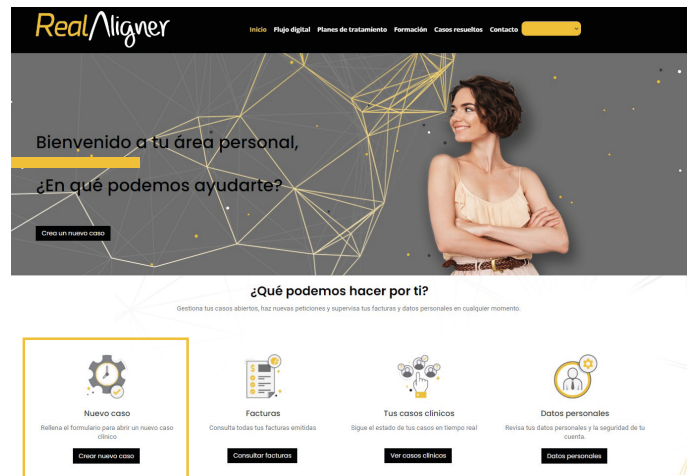 RealAligner
Inicio Flujo digital Planes de tratamiento Formación Casos resueltos Contacto
Bienvenido a tu área personal,
¿En qué podemos ayudarte?
Crea un nuevo caso
¿Qué podemos hacer por ti?
Gestiona tus casos abiertos, haz nuevas peticiones y supervisa tus facturas y datos personales en cualquier momento.
Nuevo caso
Rellena el formulario para abrir un nuevo caso
clínico
Crear nuevo caso
Facturas
Consulta todas tus facturas emitidas
Consultar facturas
Tus casos clínicos
Sigue el estado de tus casos en tiempo real
Ver casos clínicos
Datos personales
Revisa tus datos personales y la seguridad de tu
cuenta.
Datos personales